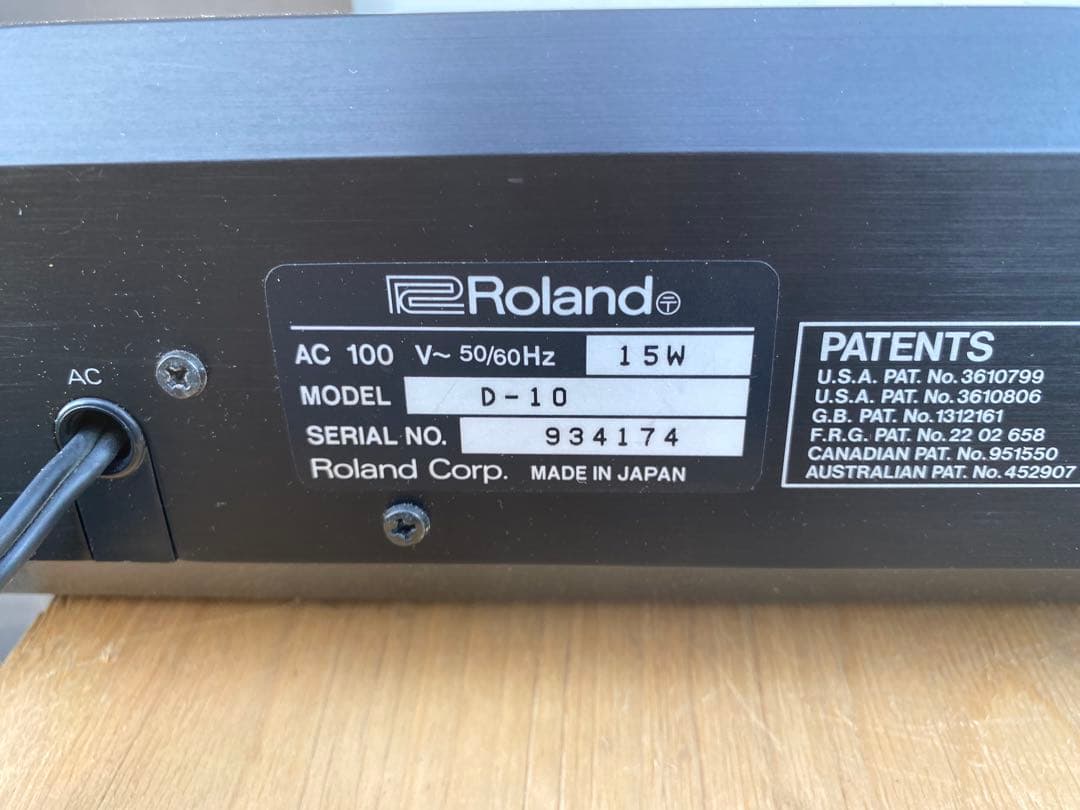 AC
Roland
AC 100 V~ 50/60Hz 15W
MODEL D-10
SERIAL NO. 934174
Roland Corp. MADE IN JAPAN
PATENTS
U.S.A. PAT. No. 3610799
U.S.A. PAT. No. 3610806
G.B. PAT. No. 1312161
F.R.G. PAT. No. 22 02 658
CANADIAN PAT. No. 951550
AUSTRALIAN PAT. No. 452907